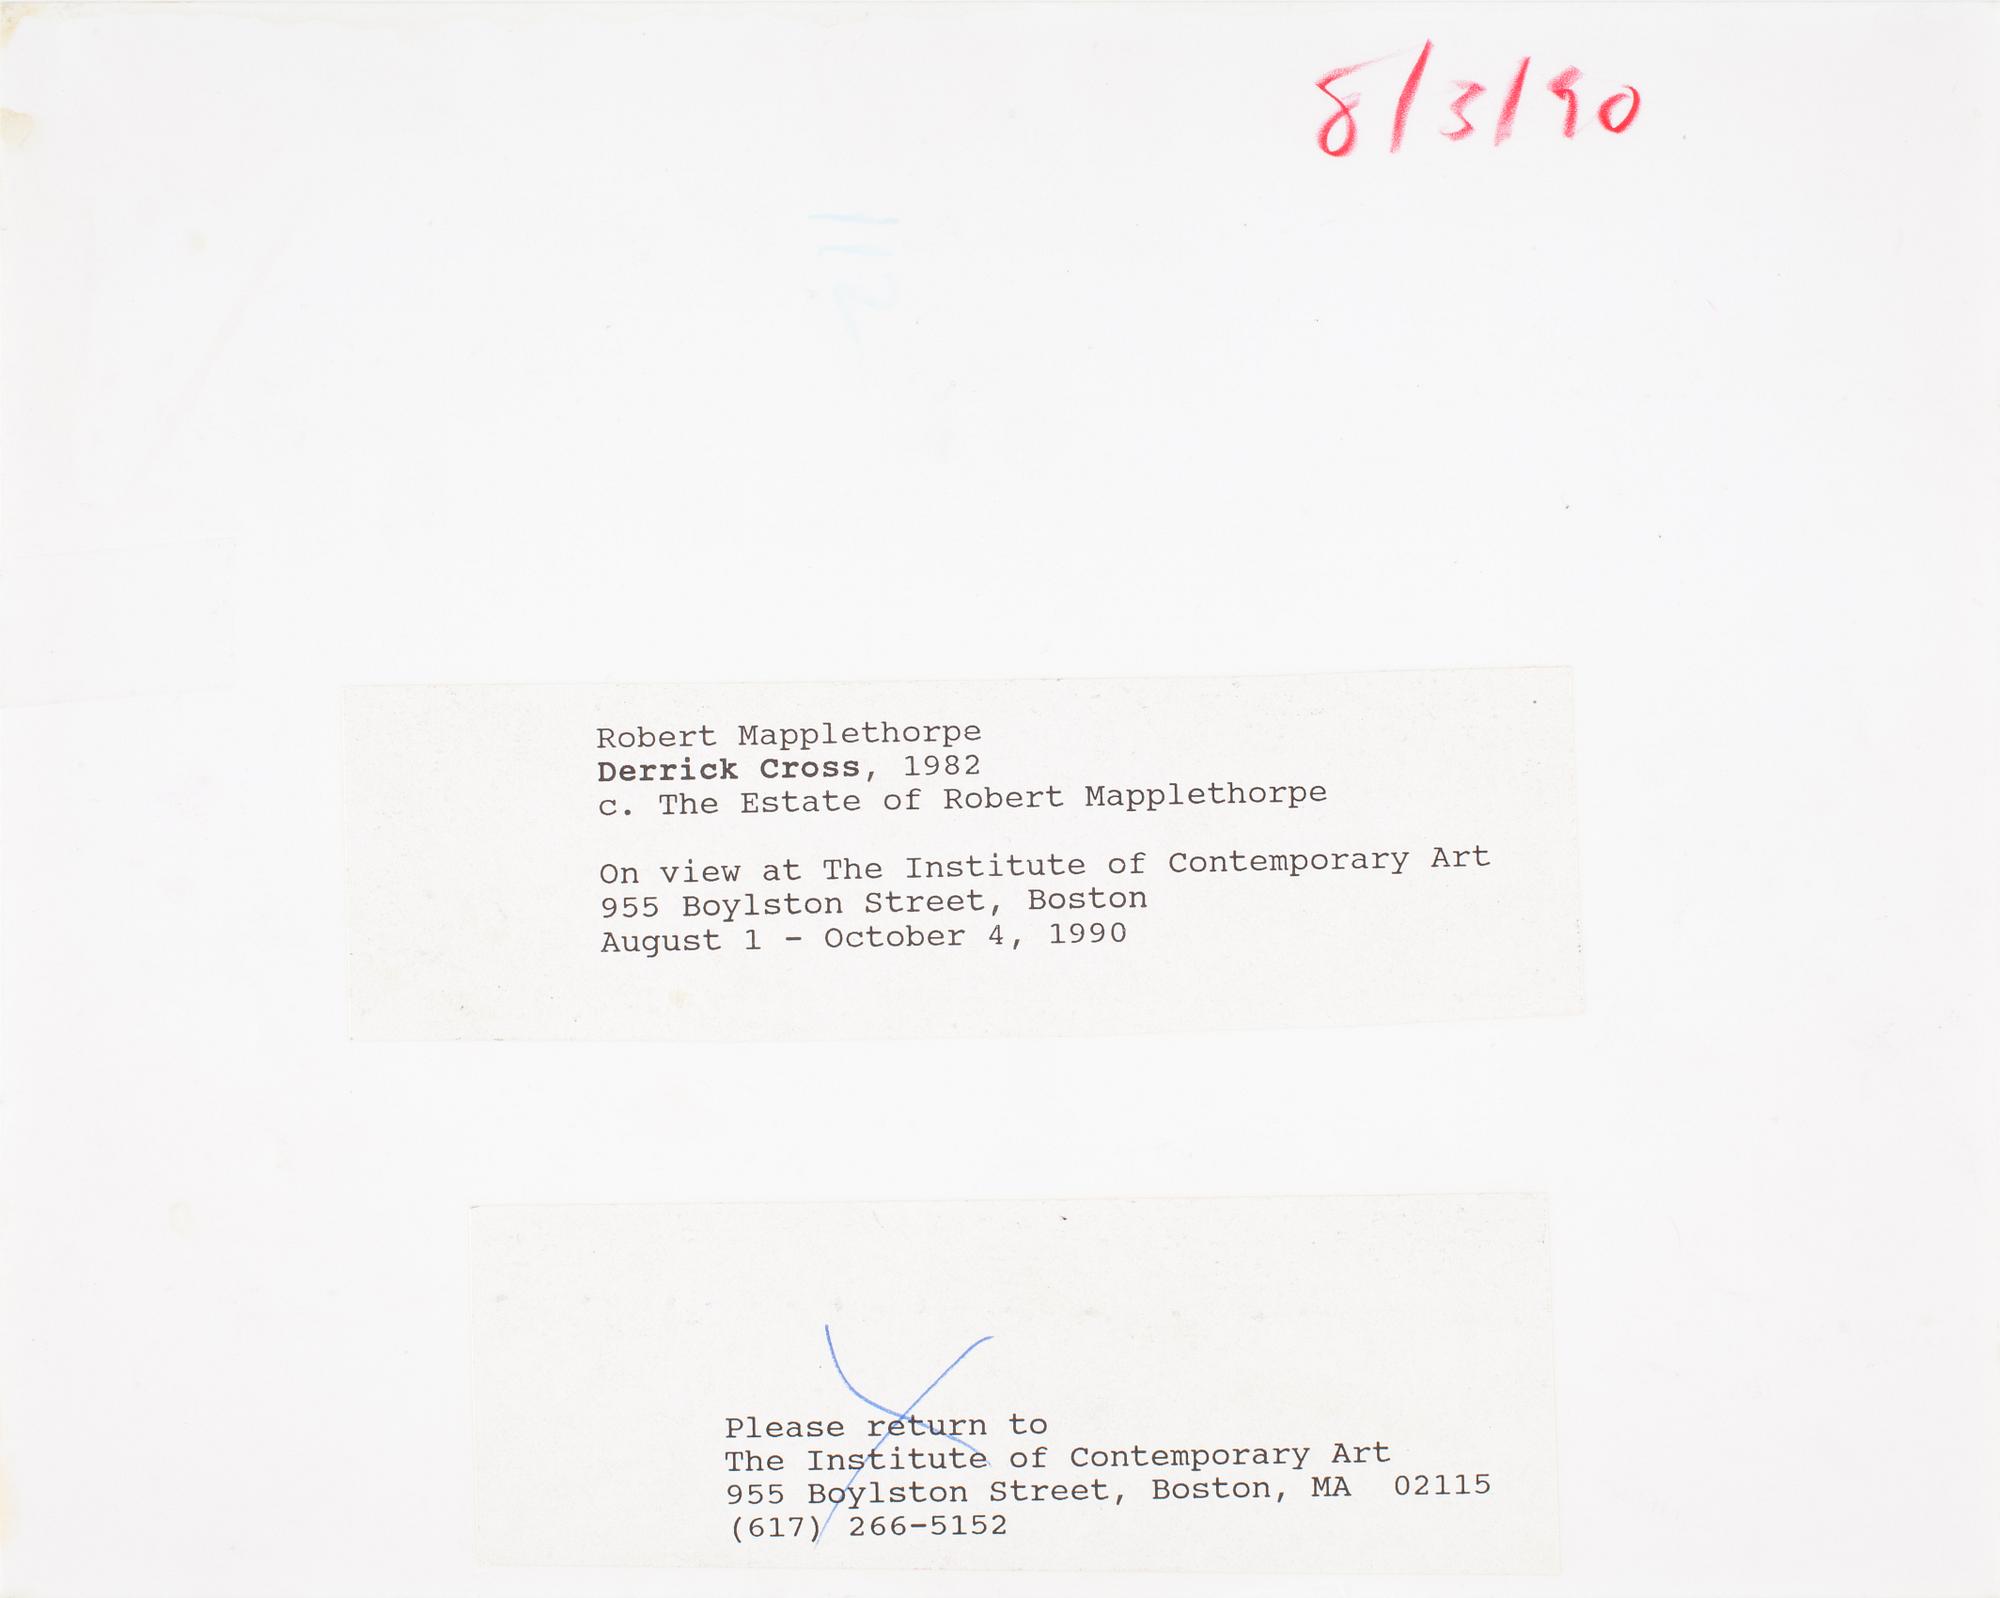 8/3/90
Robert Mapplethorpe
Derrick Cross, 1982
c. The Estate of Robert Mapplethorpe
On view at The Institute of Contemporary Art
955 Boylston Street, Boston
August 1 - October 4, 1990
Please return to
The Institute of Contemporary Art
955 Boylston Street, Boston, MA  02115
(617) 266-5152